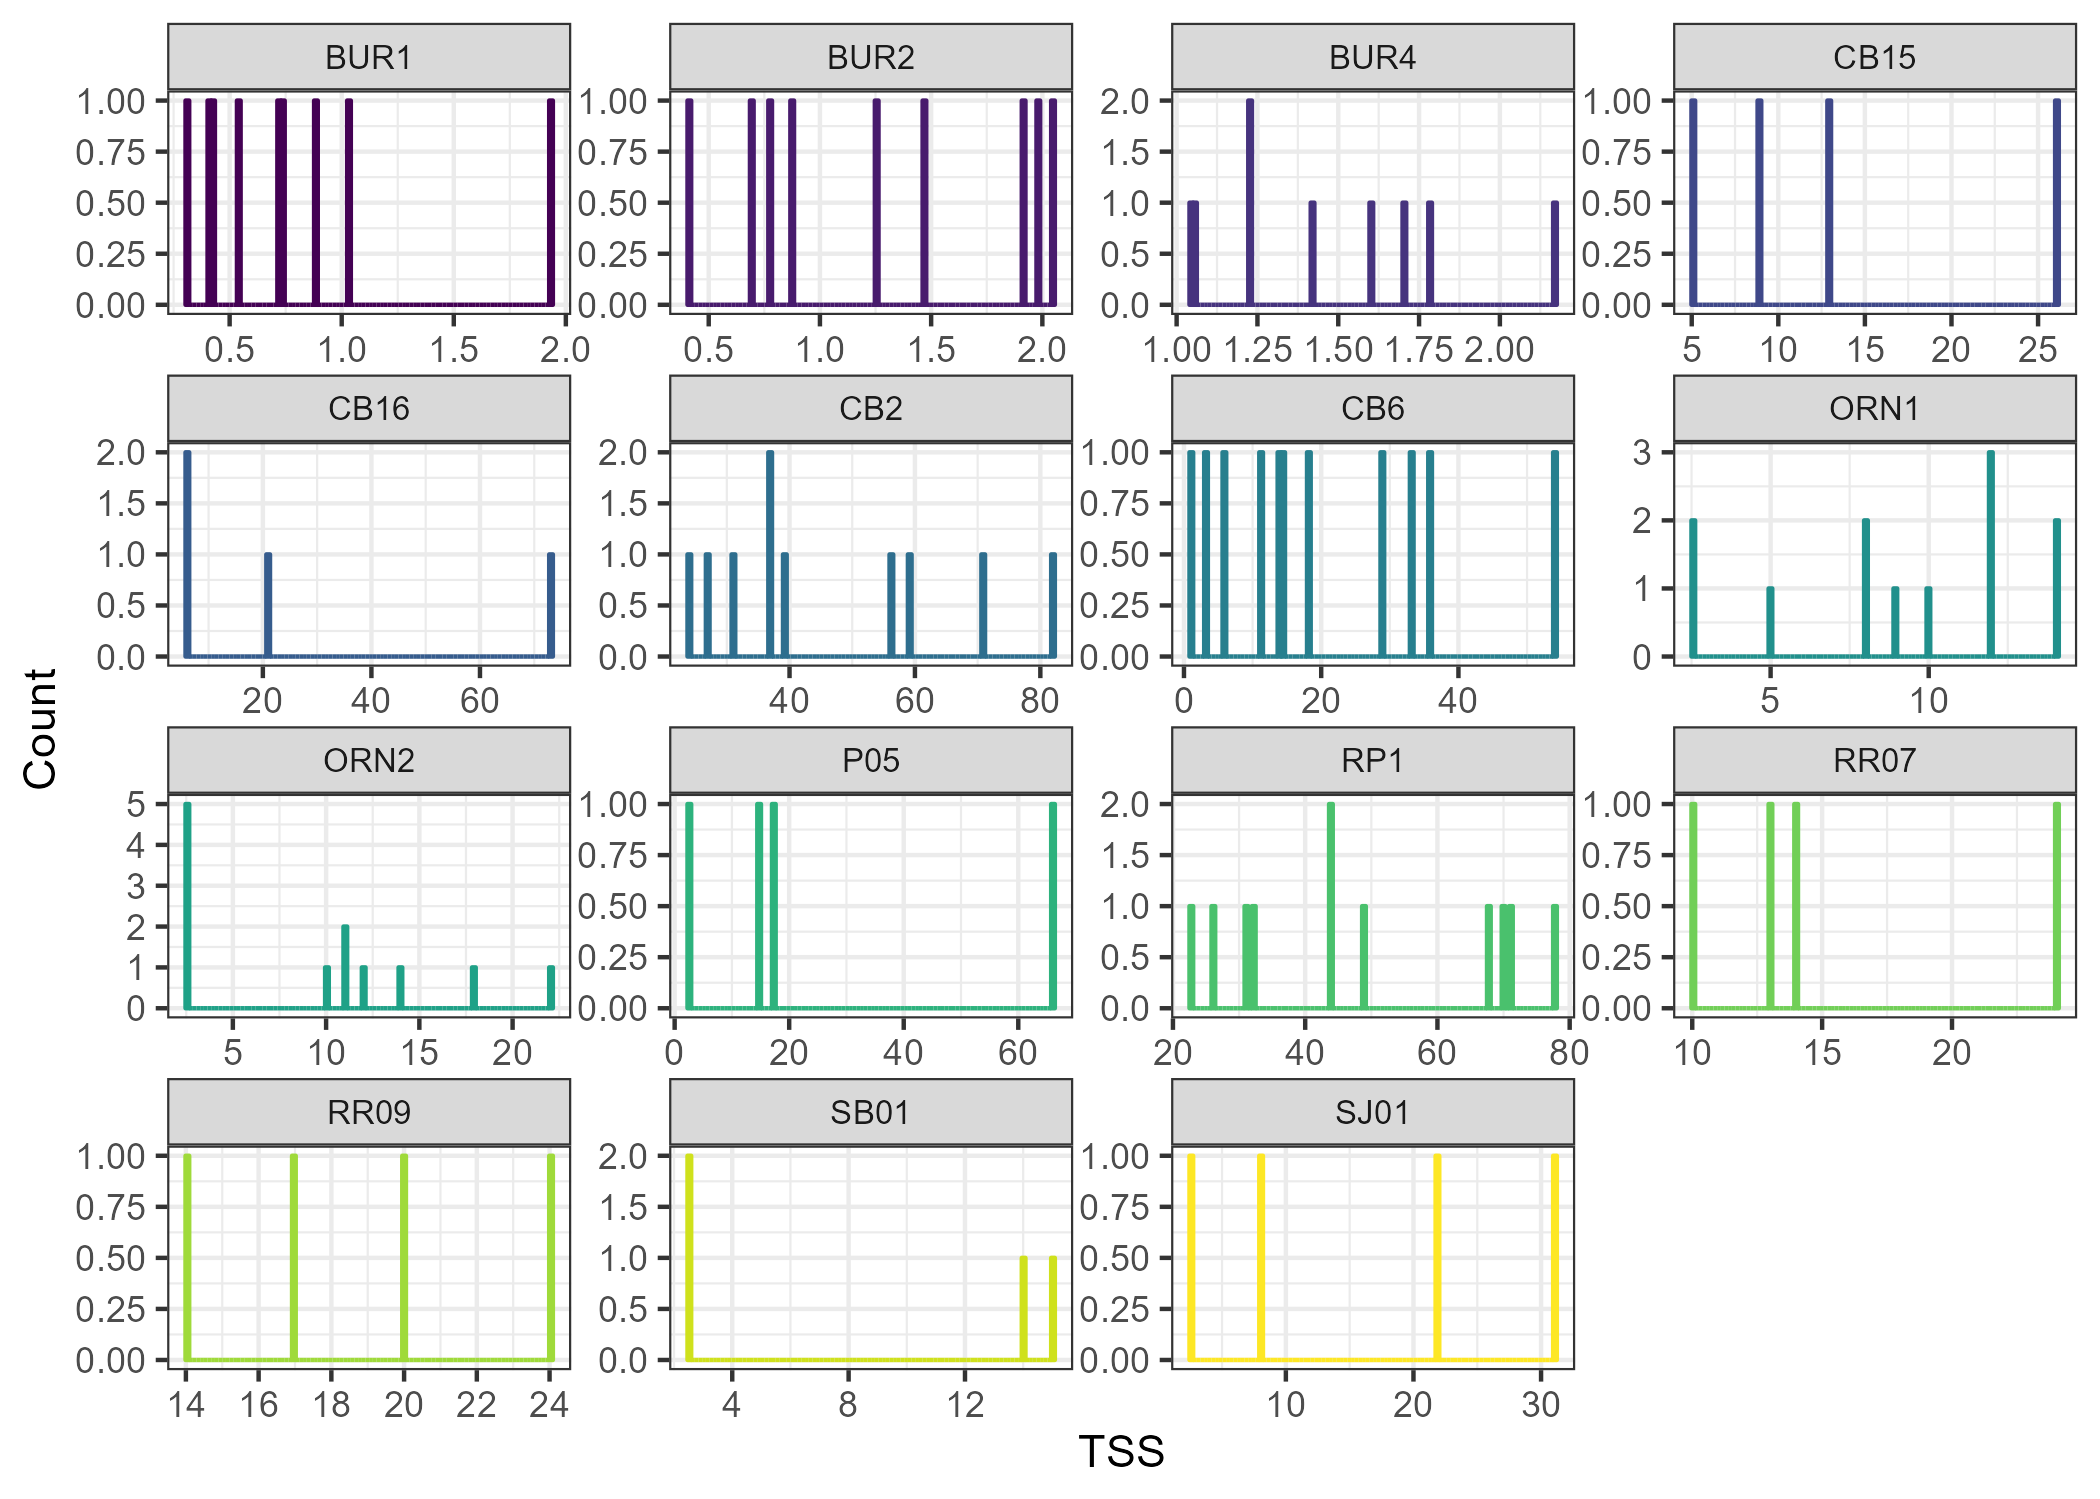 BUR1 BUR2 BUR4 CB15
1.00 1.00 2.0 1.00
0.75 0.75 1.5 0.75
0.50 0.50 1.0 0.50
0.25 0.25 0.5 0.25
0.00 0.00 0.0 0.00
0.5 1.0 1.5 2.0 0.5 1.0 1.5 2.0 1.00 1.25 1.50 1.75 2.00 5 10 15 20 25
CB16 CB2 CB6 ORN1
2.0 2.0 1.00 3
1.5 1.5 0.75 2
1.0 1.0 0.50 1
0.5 0.5 0.25 0
0.0 0.0 0.00
20 40 60 40 60 80 0 20 40 5 10
Count
ORN2 P05 RP1 RR07
5 1.00 2.0 1.00
4 0.75 1.5 0.75
3 0.50 1.0 0.50
2 0.25 0.5 0.25
1 0.00 0.0 0.00
0
5 10 15 20 0 20 40 60 20 40 60 80 10 15 20
RR09 SB01 SJ01
1.00 2.0 1.00
0.75 1.5 0.75
0.50 1.0 0.50
0.25 0.5 0.25
0.00 0.0 0.00
14 16 18 20 22 24 4 8 12 10 20 30
TSS